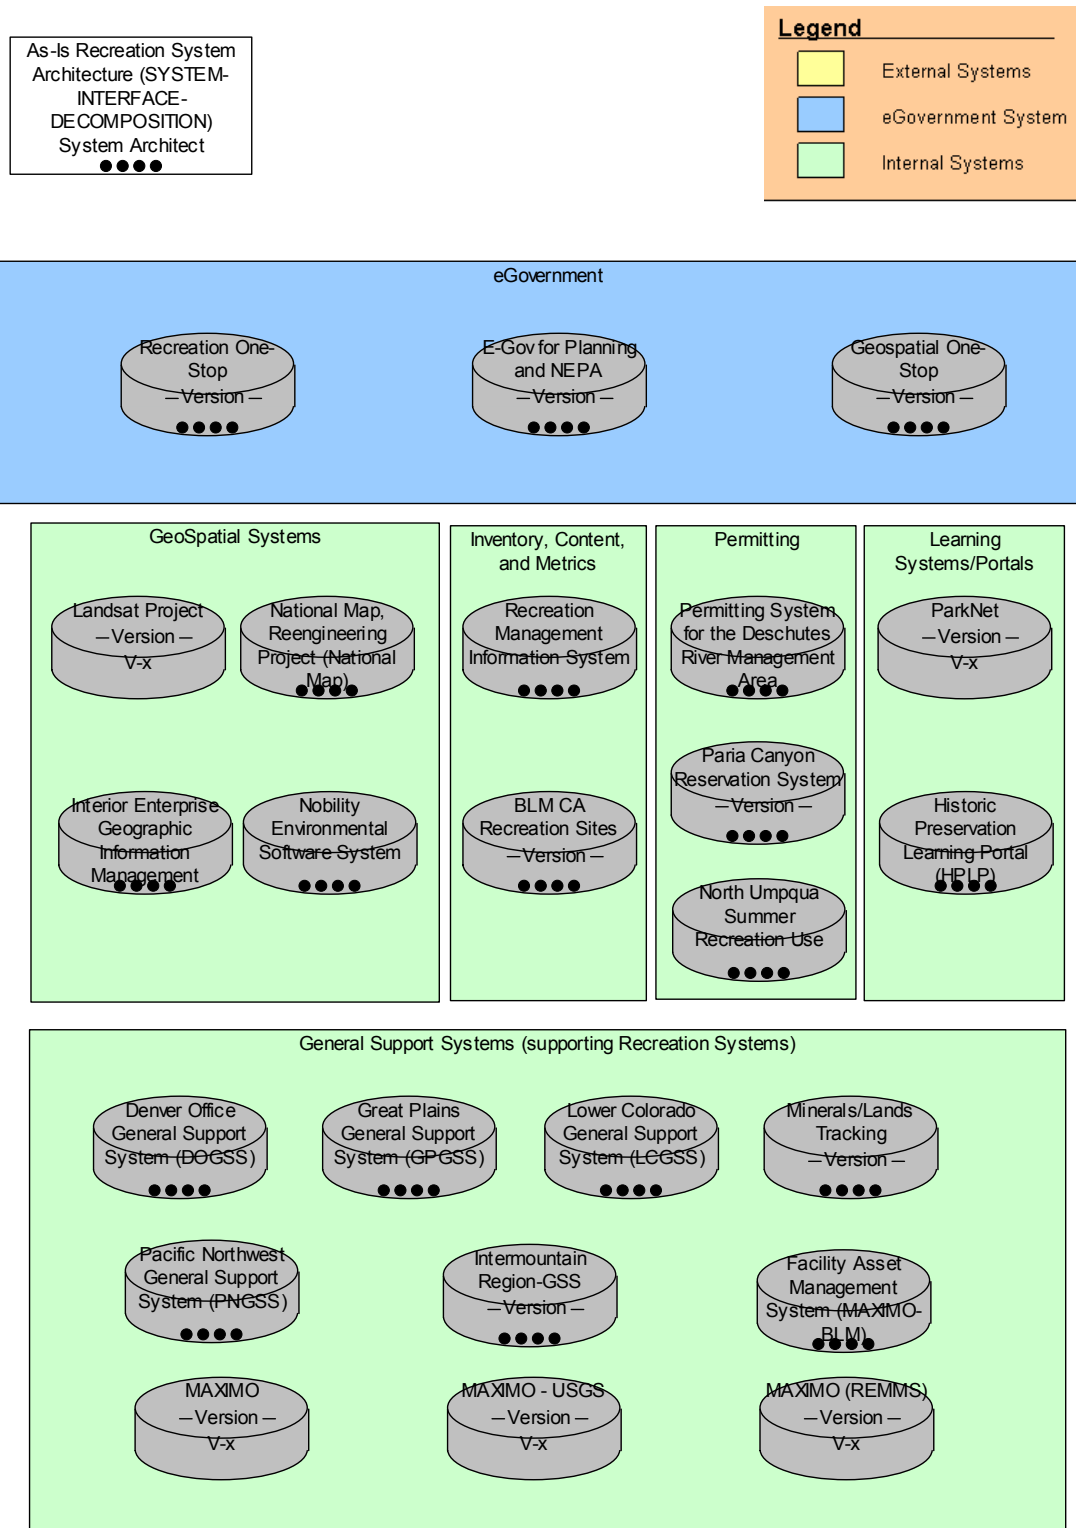 As-Is Recreation System
Architecture (SYSTEM-
INTERFACE-
DECOMPOSITION)
System Architect
Legend
External Systems
eGovernment System
Internal Systems
eGovernment
Recreation One-
Stop
Version
E-Gov for Planning
and NEPA
Version
Geospatial One-
Stop
Version
GeoSpatial Systems
Landsat Project
Version
V-x
National Map,
Reengineering
Project (National
Map)
Interior Enterprise
Geographic
Information
Management
Nobility
Environmental
Software System
Inventory, Content,
and Metrics
Recreation
Management
Information System
BLM CA
Recreation Sites
Version
Permitting
Permitting System
for the Deschutes
River Management
Area
Paria Canyon
Reservation System
Version
North Umpqua
Summer
Recreation Use
Learning
Systems/Portals
ParkNet
Version
V-x
Historic
Preservation
Learning Portal
(HPLP)
General Support Systems (supporting Recreation Systems)
Denver Office
General Support
System (DOGSS)
Great Plains
General Support
System (GPGSS)
Lower Colorado
General Support
System (LCGSS)
Minerals/Lands
Tracking
Version
Pacific Northwest
General Support
System (PNGSS)
Intermountain
Region-GSS
Version
Facility Asset
Management
System (MAXIMO-
BLM)
MAXIMO
Version
V-x
MAXIMO - USGS
Version
V-x
MAXIMO (REMMS)
Version
V-x